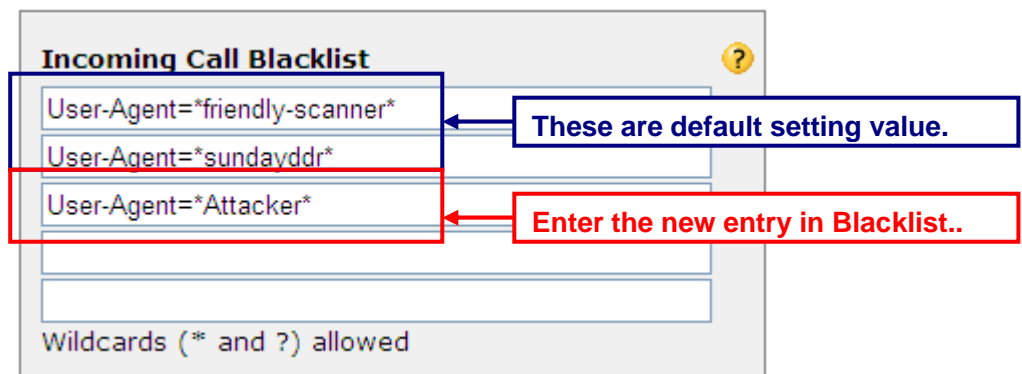 Incoming Call Blacklist
?
User-Agent=*friendly-scanner*
These are default setting value.
User-Agent=*sundayddr*
User-Agent=*Attacker*
Enter the new entry in Blacklist..
Wildcards (* and ?) allowed